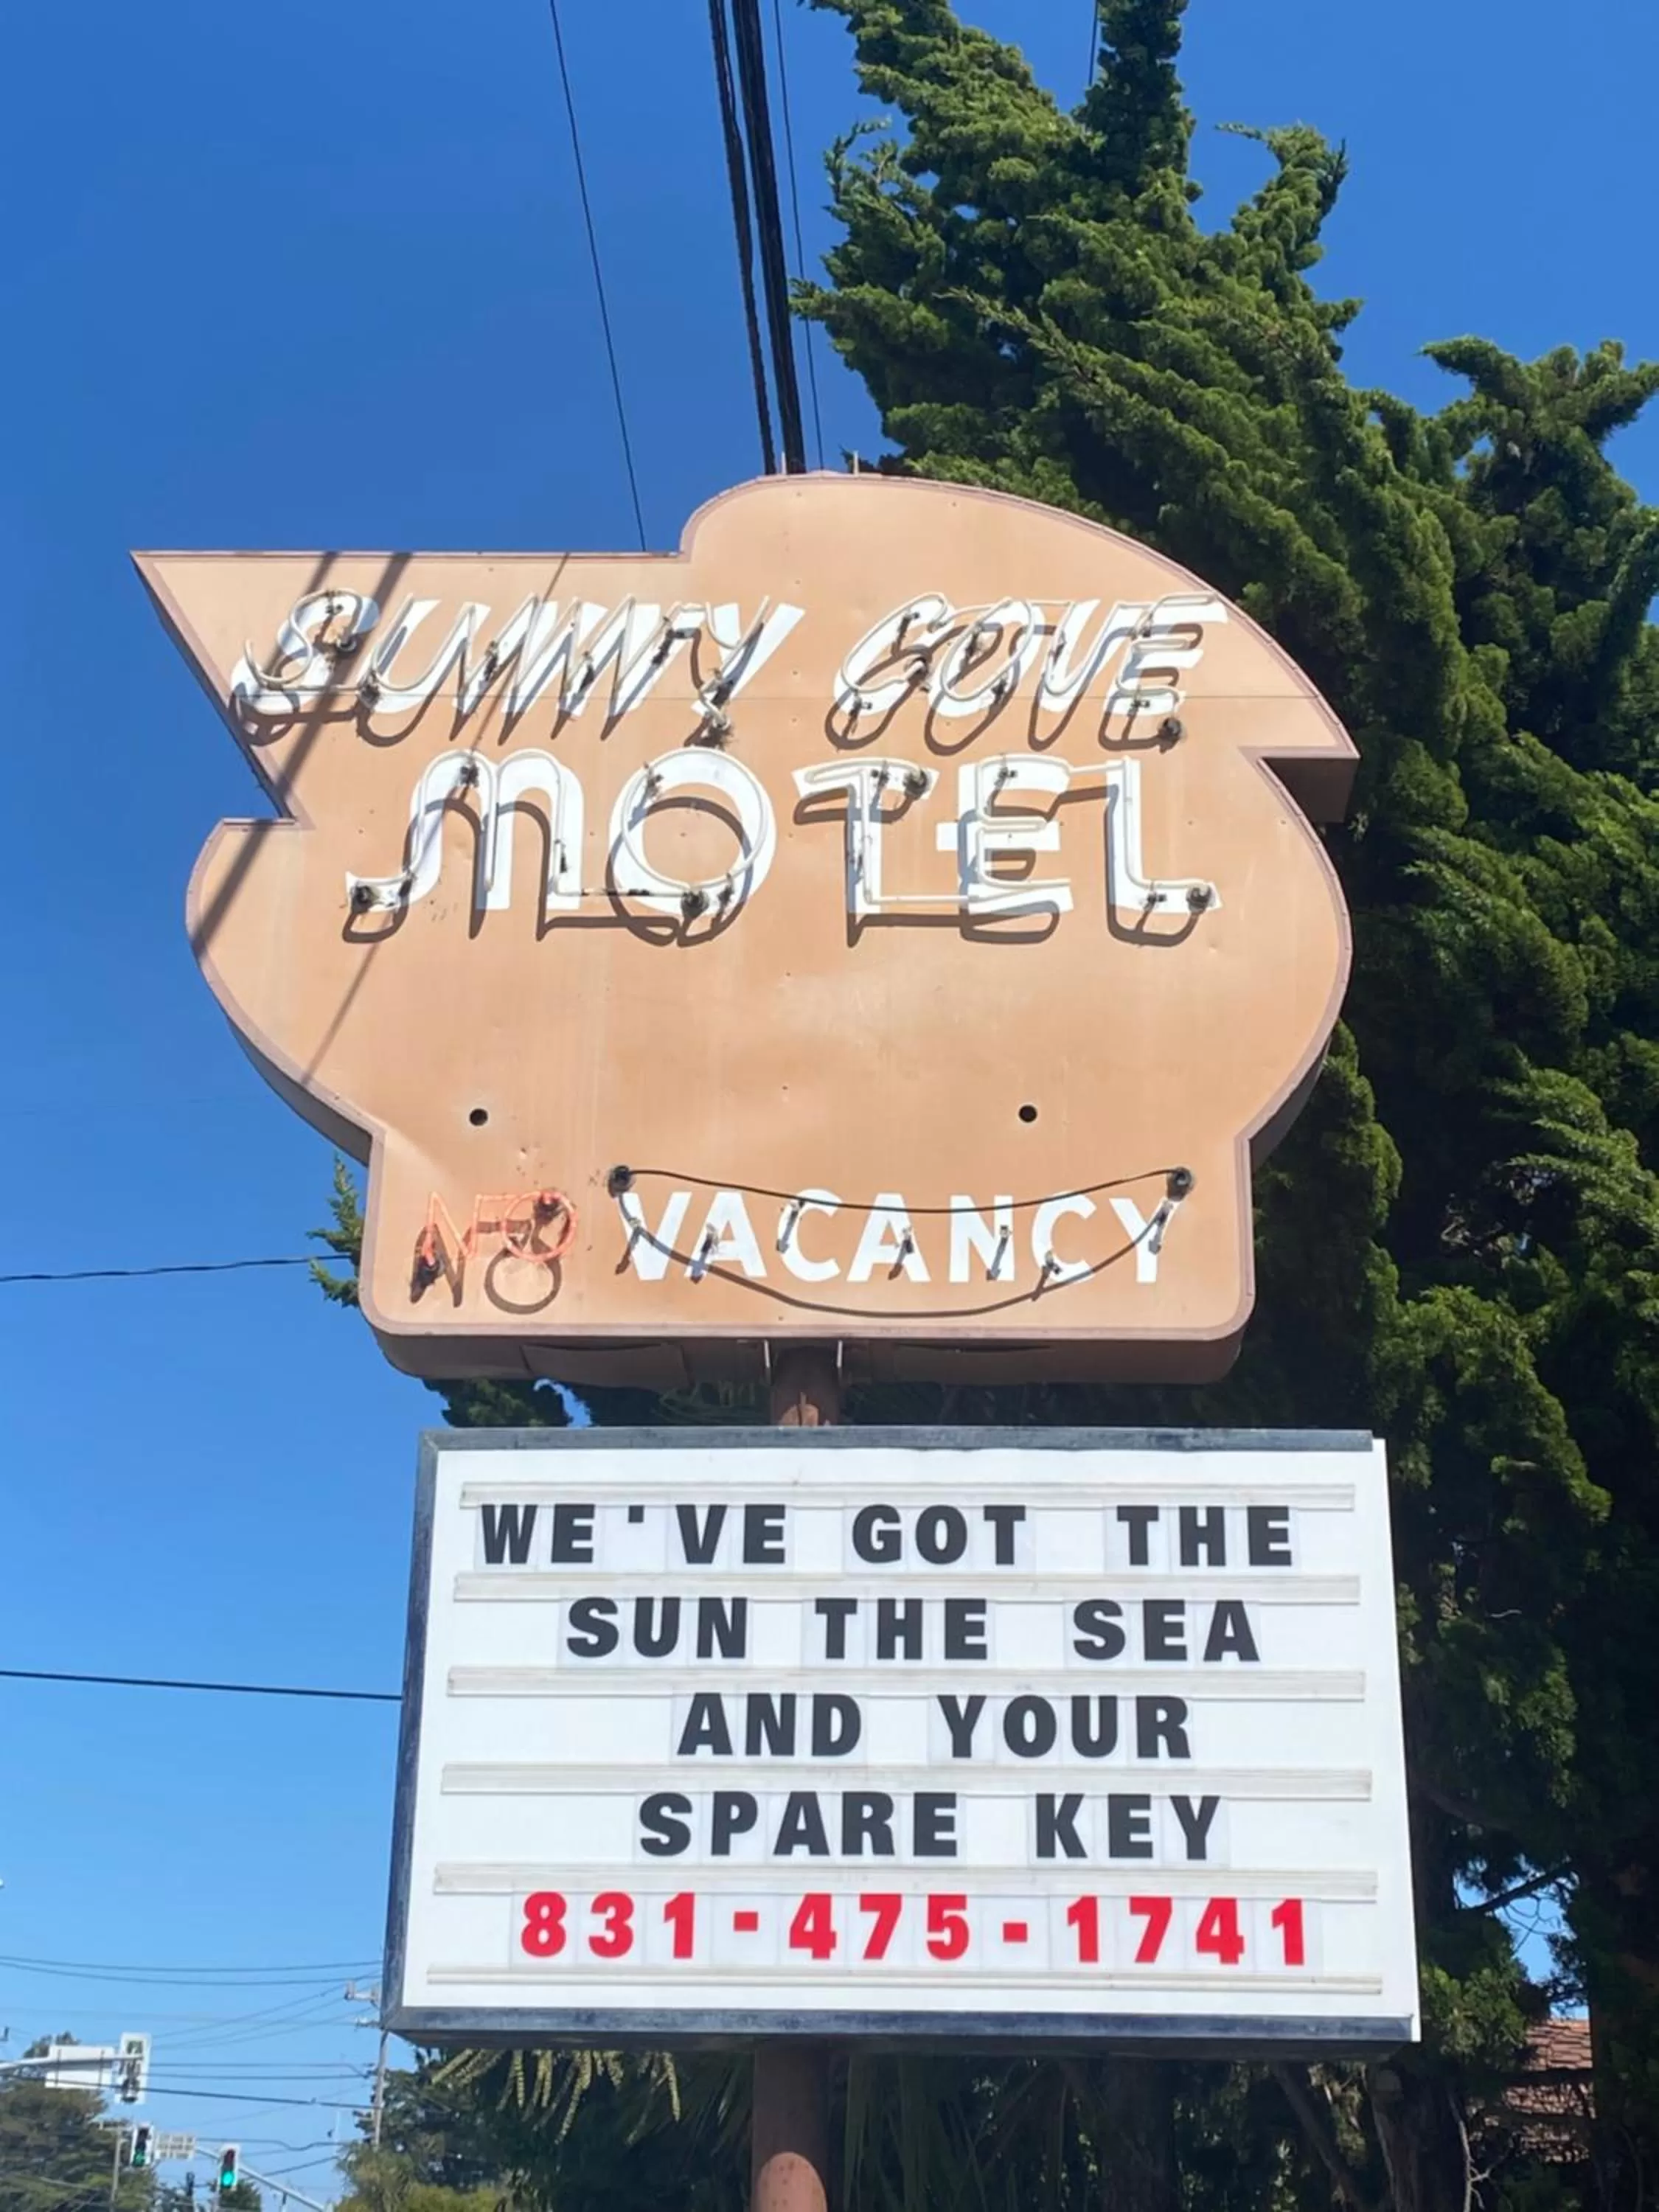 SUNNY COVE
MOTEL
NO VACANCY
WE'VE GOT THE
SUN THE SEA
AND YOUR
SPARE KEY
831-475-1741